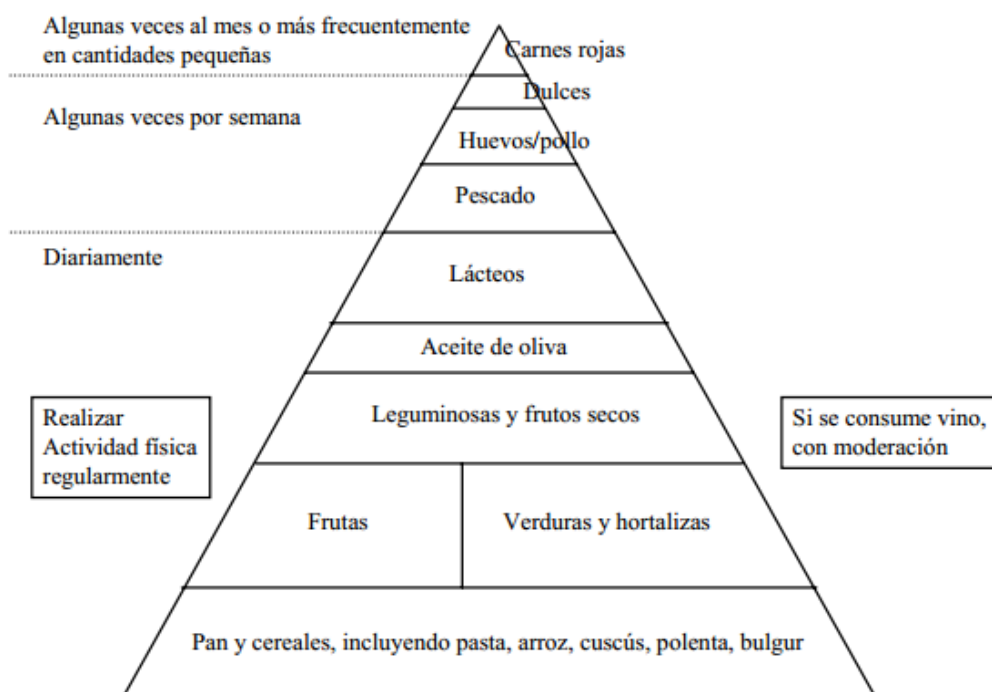 Algunas veces al mes o más frecuentemente
en cantidades pequeñas
Carnes rojas
Dulces
Algunas veces por semana
Huevos/pollo
Pescado
Diariamente
Lácteos
Aceite de oliva
Leguminosas y frutos secos
Realizar
Actividad física
regularmente
Si se consume vino,
con moderación
Frutas
Verduras y hortalizas
Pan y cereales, incluyendo pasta, arroz, cuscús, polenta, bulgur